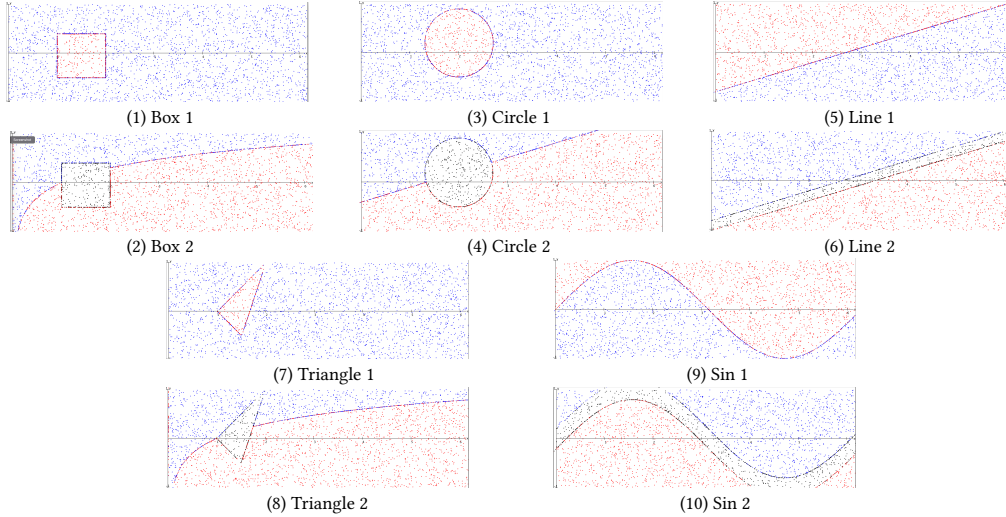 (1) Box 1
(3) Circle 1
(5) Line 1
(2) Box 2
(4) Circle 2
(6) Line 2
(7) Triangle 1
(9) Sin 1
(8) Triangle 2
(10) Sin 2